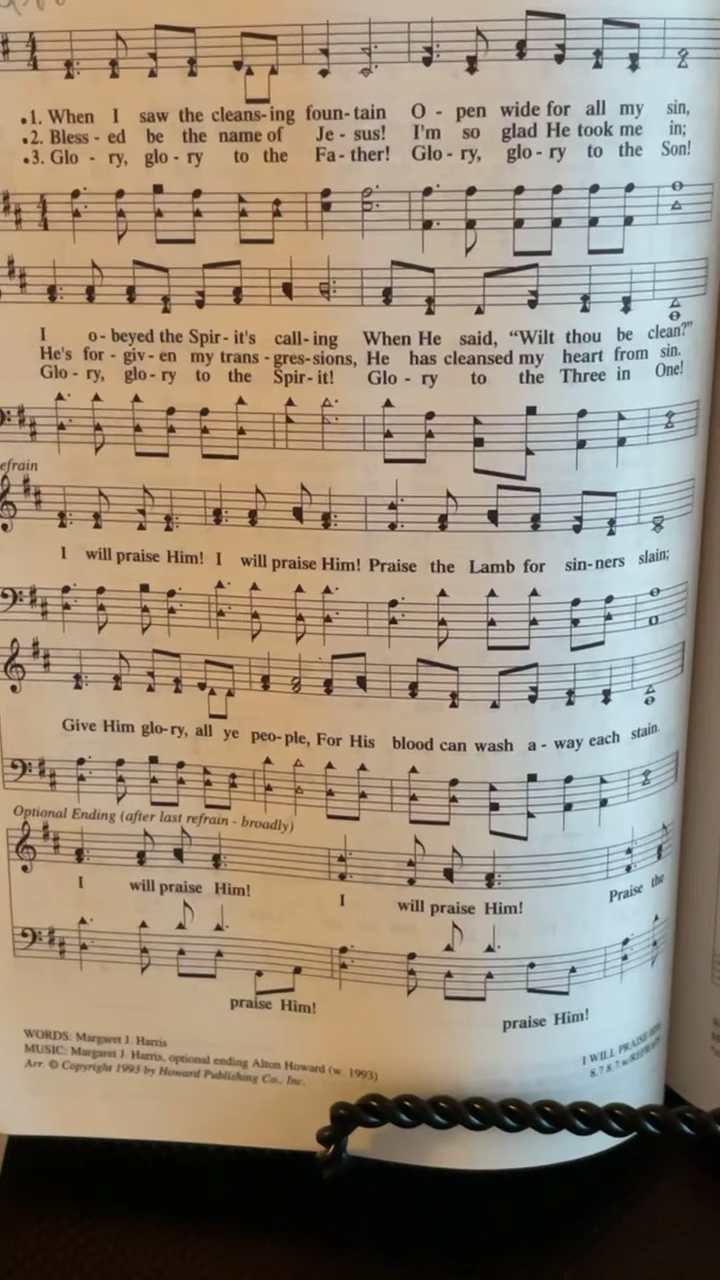 .1. When I saw the cleans-ing foun-tain O - pen wide for all my sin,
.2. Bless - ed be the name of Je - sus! I'm so glad He took me in;
.3. Glo - ry, glo - ry to the Fa - ther! Glo - ry, glo - ry to the Son!
I o-beyed the Spir-it's call-ing When He said, “Wilt thou be clean?”
He's for - giv - en my trans - gres-sions, He has cleansed my heart from sin.
Glo - ry, glo - ry to the Spir-it! Glo - ry to the Three in One!
efrain
I will praise Him! I will praise Him! Praise the Lamb for sin-ners slain;
Give Him glo-ry, all ye peo-ple, For His blood can wash a - way each stain.
Optional Ending (after last refrain - broadly)
I will praise Him! I will praise Him! Praise the
praise Him! praise Him!
WORDS: Margaret J. Harris
MUSIC: Margaret J. Harris, optional ending Alton Howard (w. 1993)
Arr. © Copyright 1993 by Howard Publishing Co., Inc.
I WILL PRAISE HIM
8.7.8.7.w/REFRAIN